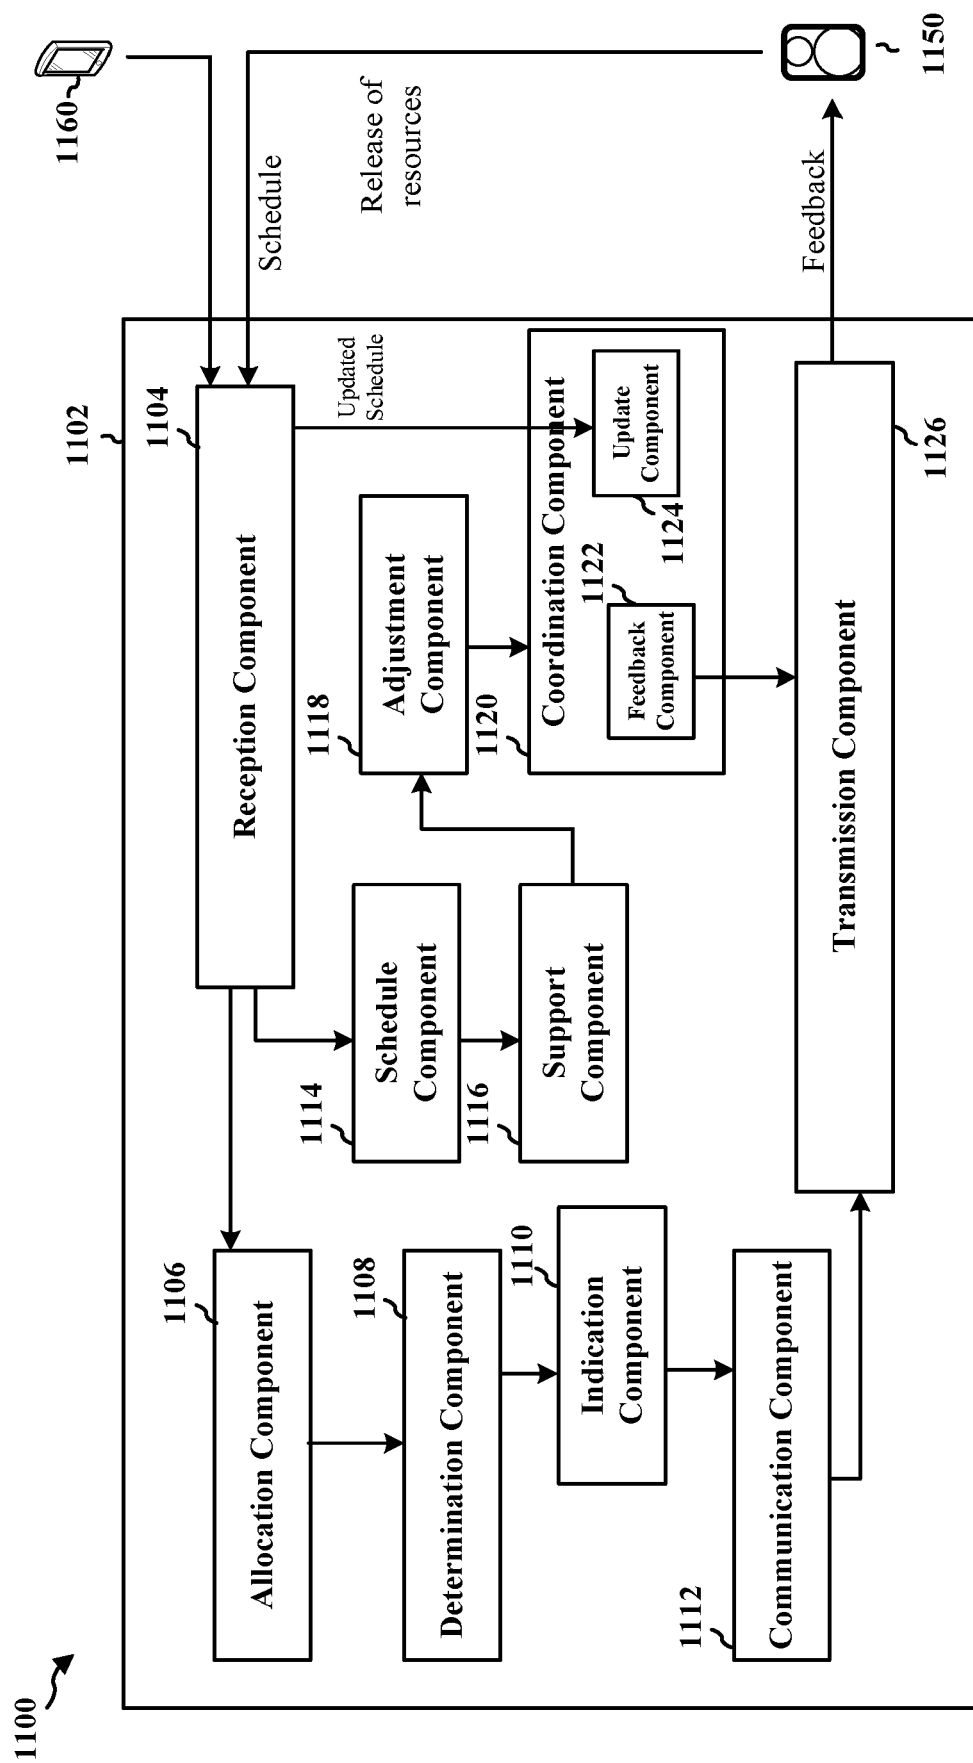 1100
1102
1160
1104
Reception Component
Schedule
Release of
resources
1150
Feedback
Updated
Schedule
1106
Allocation Component
1108
Determination Component
1110
Indication
Component
1112
Communication Component
1114
Schedule
Component
1116
Support
Component
1118
Adjustment
Component
1120
Coordination Component
1122
Feedback
Component
1124
Update
Component
1126
Transmission Component